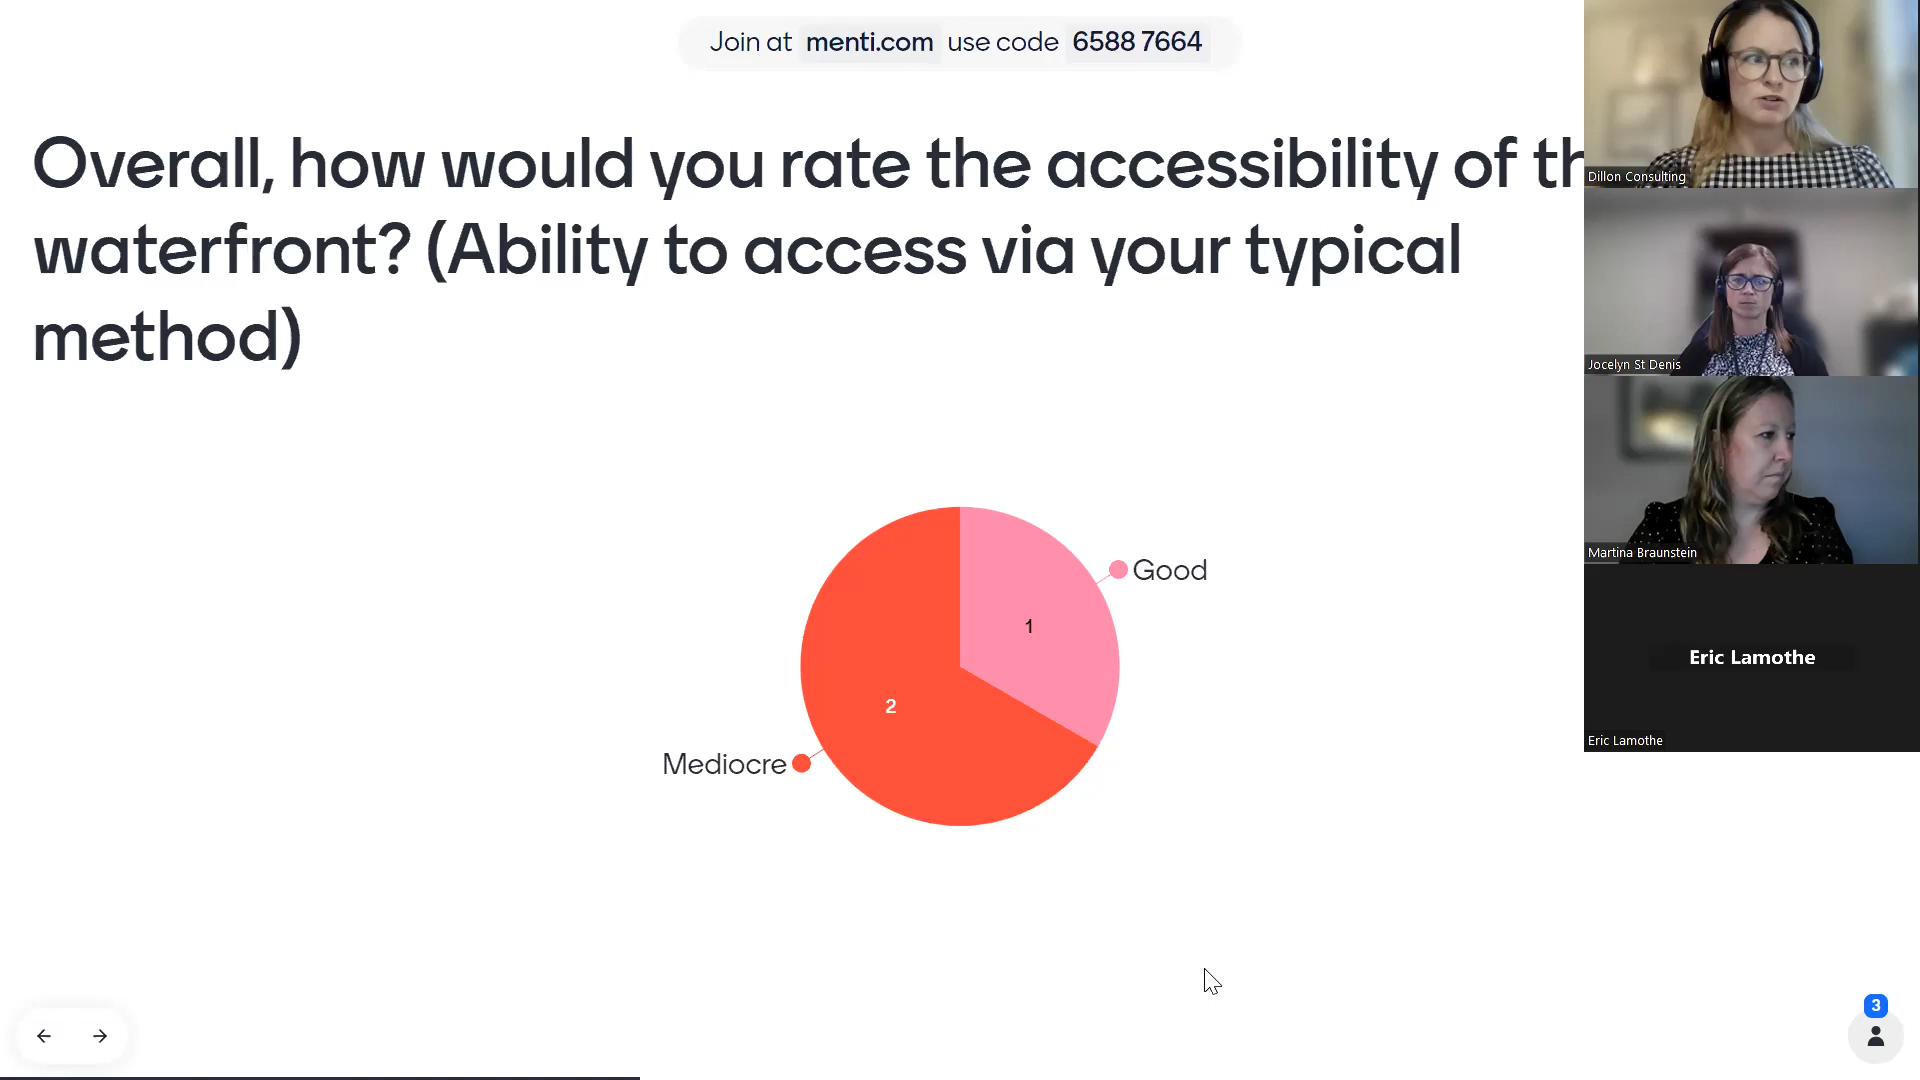 Join at menti.com use code 6588 7664
Overall, how would you rate the accessibility of th
waterfront? (Ability to access via your typical
method)
Good
1
2
Mediocre
Dillon Consulting
Jocelyn St Denis
Martina Braunstein
Eric Lamothe
Eric Lamothe
3